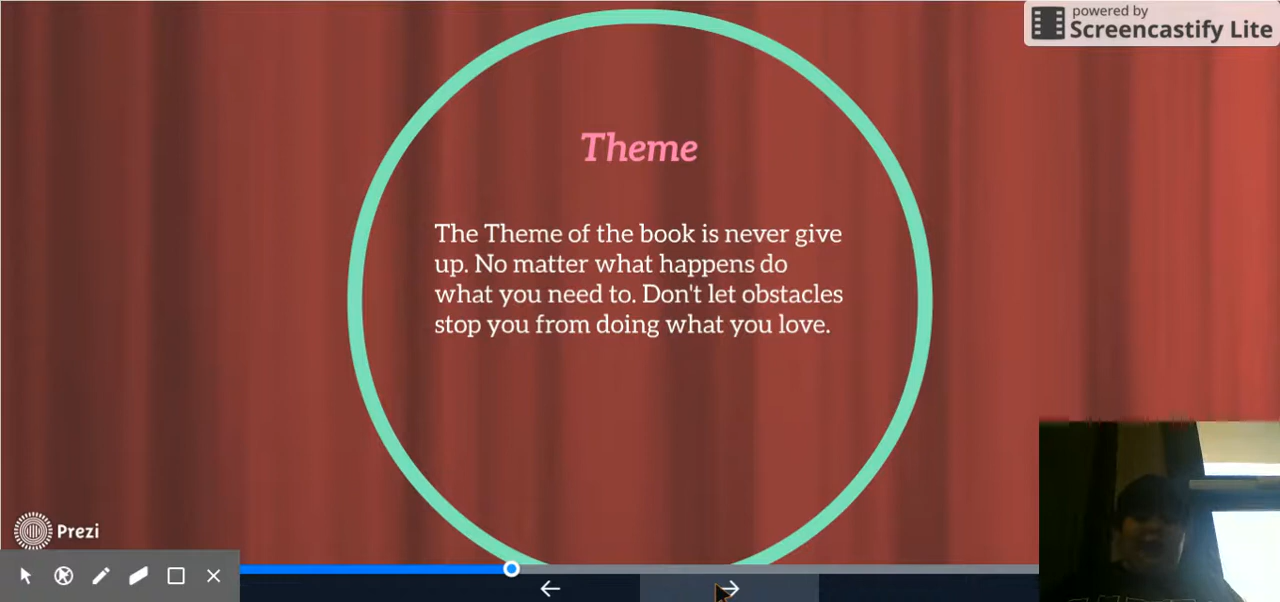 powered by
Screencastify Lite
Theme
The Theme of the book is never give
up. No matter what happens do
what you need to. Don't let obstacles
stop you from doing what you love.
Prezi